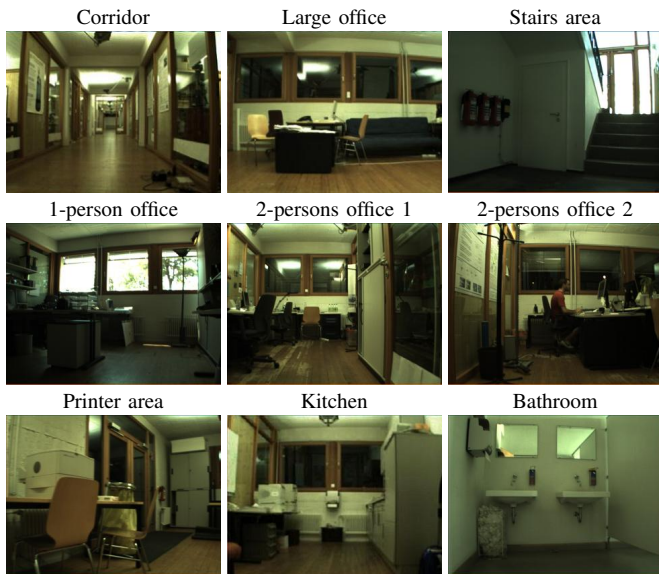 Corridor
Large office
Stairs area
1-person office
2-persons office 1
2-persons office 2
Printer area
Kitchen
Bathroom